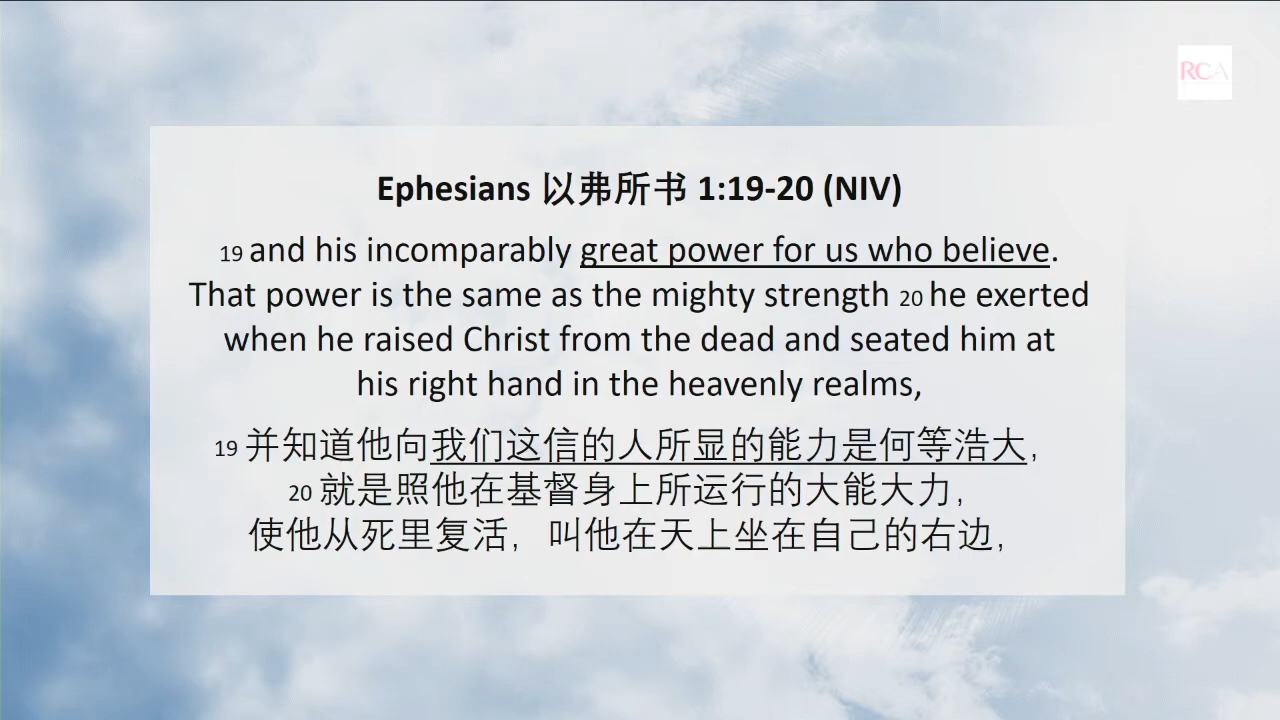 RCA
Ephesians 以弗所书 1:19-20 (NIV)
19 and his incomparably great power for us who believe.
That power is the same as the mighty strength 20 he exerted
when he raised Christ from the dead and seated him at
his right hand in the heavenly realms,
19 并知道他向我们这信的人所显的能力是何等浩大,
20 就是照他在基督身上所运行的大能大力,
使他从死里复活, 叫他在天上坐在自己的右边,